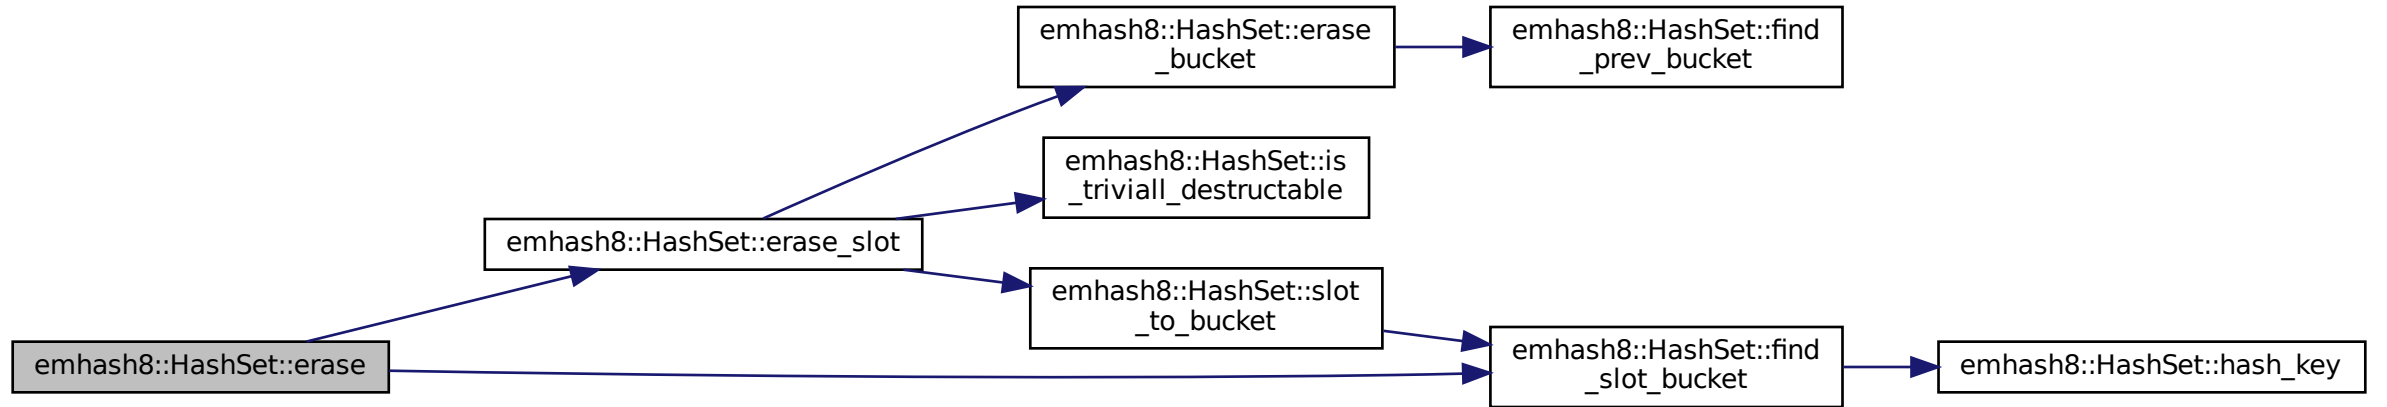 emhash8::HashSet::erase
_bucket
emhash8::HashSet::find
_prev_bucket
emhash8::HashSet::is
_triviall_destructable
emhash8::HashSet::erase_slot
emhash8::HashSet::slot
_to_bucket
emhash8::HashSet::erase
emhash8::HashSet::find
_slot_bucket
emhash8::HashSet::hash_key